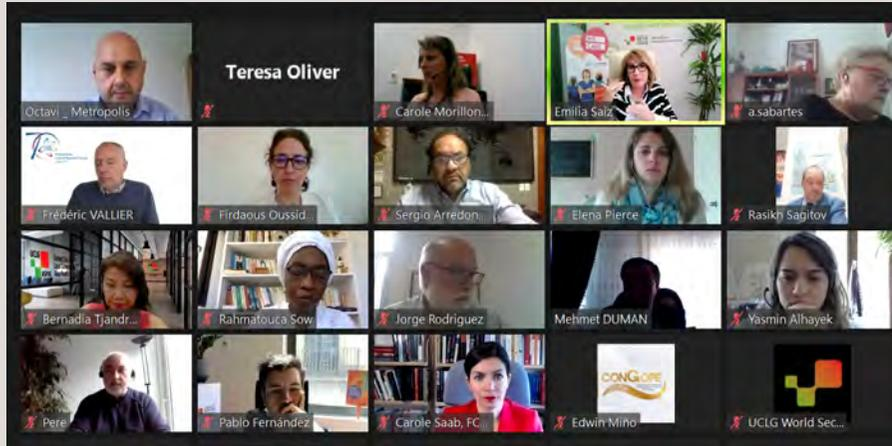 Octavi _ Metropolis
Teresa Oliver
Carole Morillon...
Emilia Saiz
a.sabartes
Frédéric VALLIER
Firdaous Oussid...
Sergio Arredon...
Elena Pierce
Rasikh Sagitov
UCLG
ASPAC
Bernadia Tjandr...
Rahmatouca Sow
Jorge Rodriguez
Mehmet DUMAN
Yasmin Alhayek
Pere
Pablo Fernández
Carole Saab, FC...
CONGOPE
Edwin Miño
UCLG World Sec...